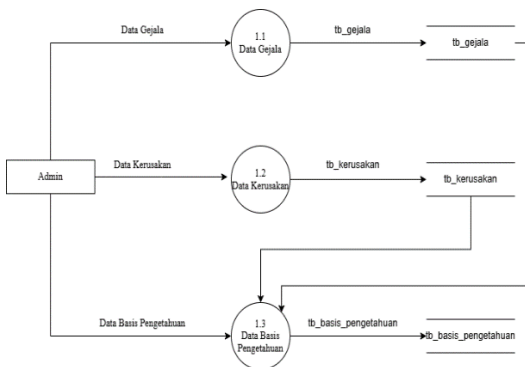 Data Gejala
1.1
Data Gejala
tb_gejala
tb_gejala
Admin
Data Kerusakan
1.2
Data Kerusakan
tb_kerusakan
tb_kerusakan
Data Basis Pengetahuan
1.3
Data Basis
Pengetahuan
tb_basis_pengetahuan
tb_basis_pengetahuan